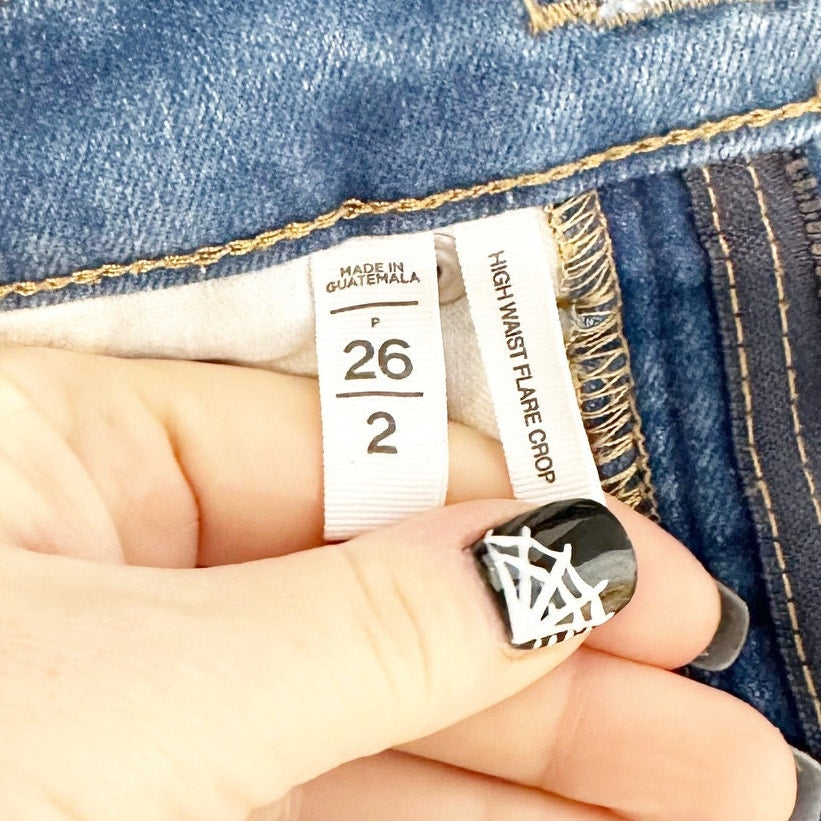 MADE IN
GUATEMALA
P
26
2
HIGH WAIST FLARE CROP